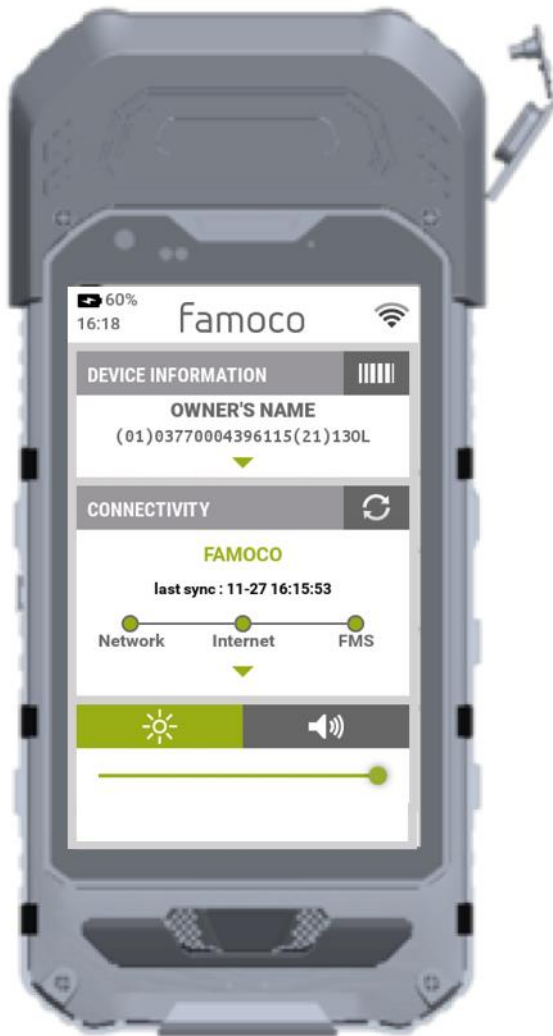 60%
16:18
Famoco
DEVICE INFORMATION
OWNER'S NAME
(01)03770004396115(21)13OL
CONNECTIVITY
FAMOCO
last sync : 11-27 16:15:53
Network Internet FMS